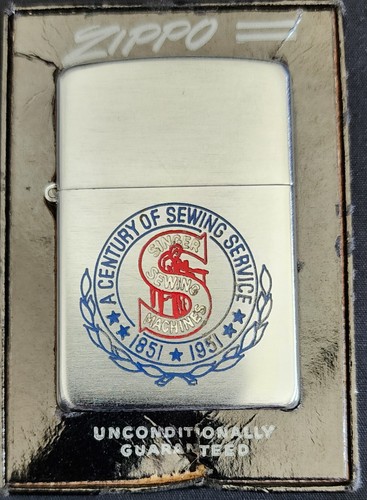 ZIPPO
A CENTURY OF SEWING SERVICE
SINGER
SEWING
MACHINES
1851 ★ 1951
UNCONDITIONALLY
GUARANTEED